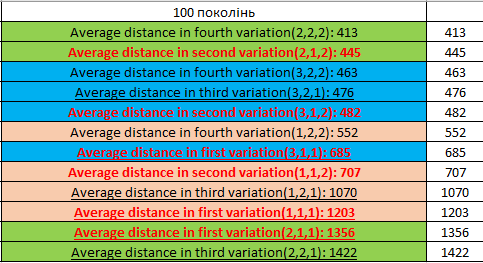 100 поколінь
Average distance in fourth variation(2,2,2): 413 413
Average distance in second variation(2,1,2): 445 445
Average distance in fourth variation(3,2,2): 463 463
Average distance in third variation(3,2,1): 476 476
Average distance in second variation(3,1,2): 482 482
Average distance in fourth variation(1,2,2): 552 552
Average distance in first variation(3,1,1): 685 685
Average distance in second variation(1,1,2): 707 707
Average distance in third variation(1,2,1): 1070 1070
Average distance in first variation(1,1,1): 1203 1203
Average distance in first variation(2,1,1): 1356 1356
Average distance in third variation(2,2,1): 1422 1422